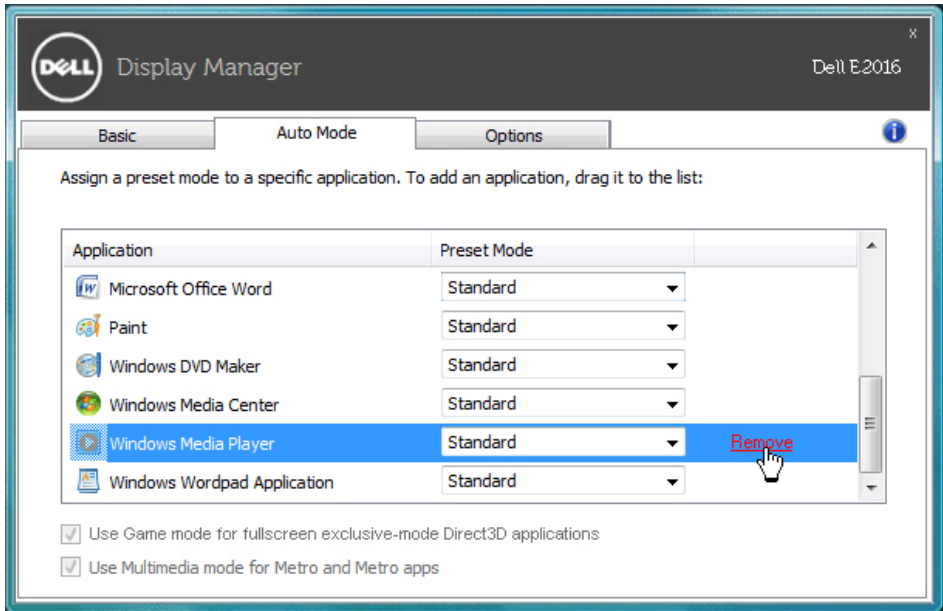 x
DELL Display Manager Dell E2016
Basic Auto Mode Options
Assign a preset mode to a specific application. To add an application, drag it to the list:
Application Preset Mode
Microsoft Office Word Standard
Paint Standard
Windows DVD Maker Standard
Windows Media Center Standard
Windows Media Player Standard Remove
Windows Wordpad Application Standard
Use Game mode for fullscreen exclusive-mode Direct3D applications
Use Multimedia mode for Metro and Metro apps